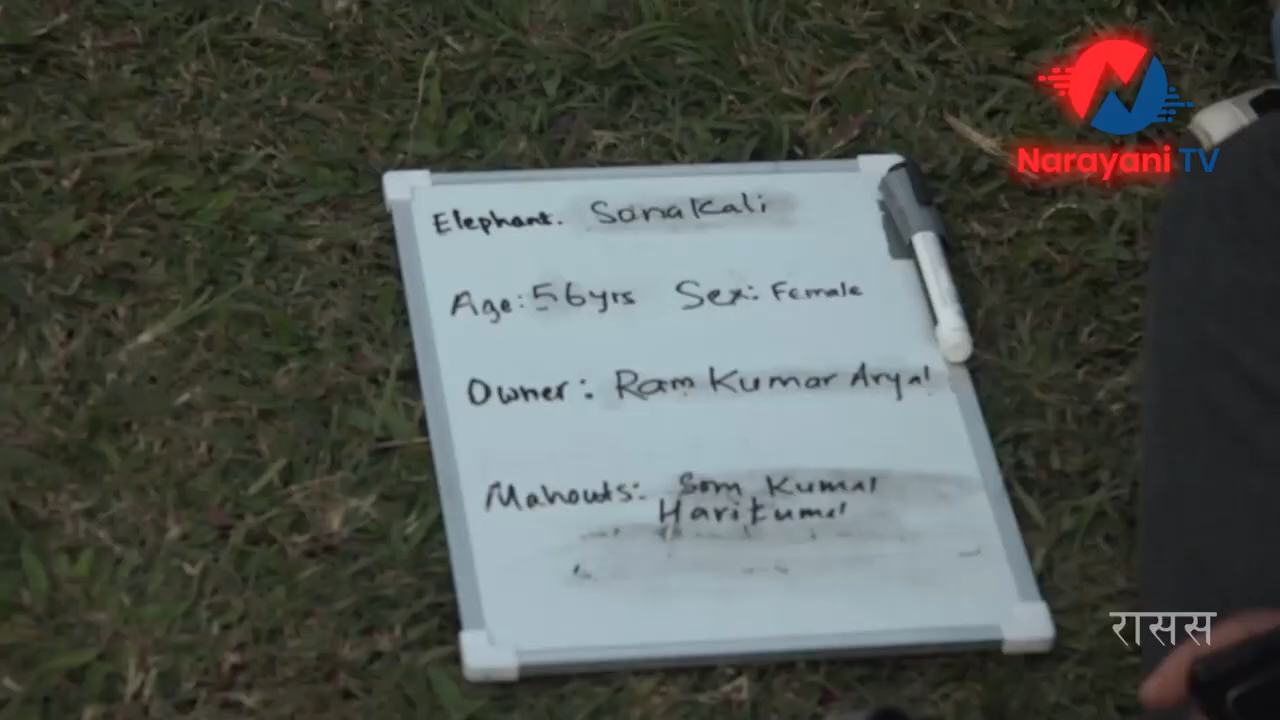 Narayani TV
Elephant. Sonakali
Age: 56yrs Sex: Female
Owner: Ram Kumar Aryal
Mahouts: Som Kumal
Hari Kumal
रासस